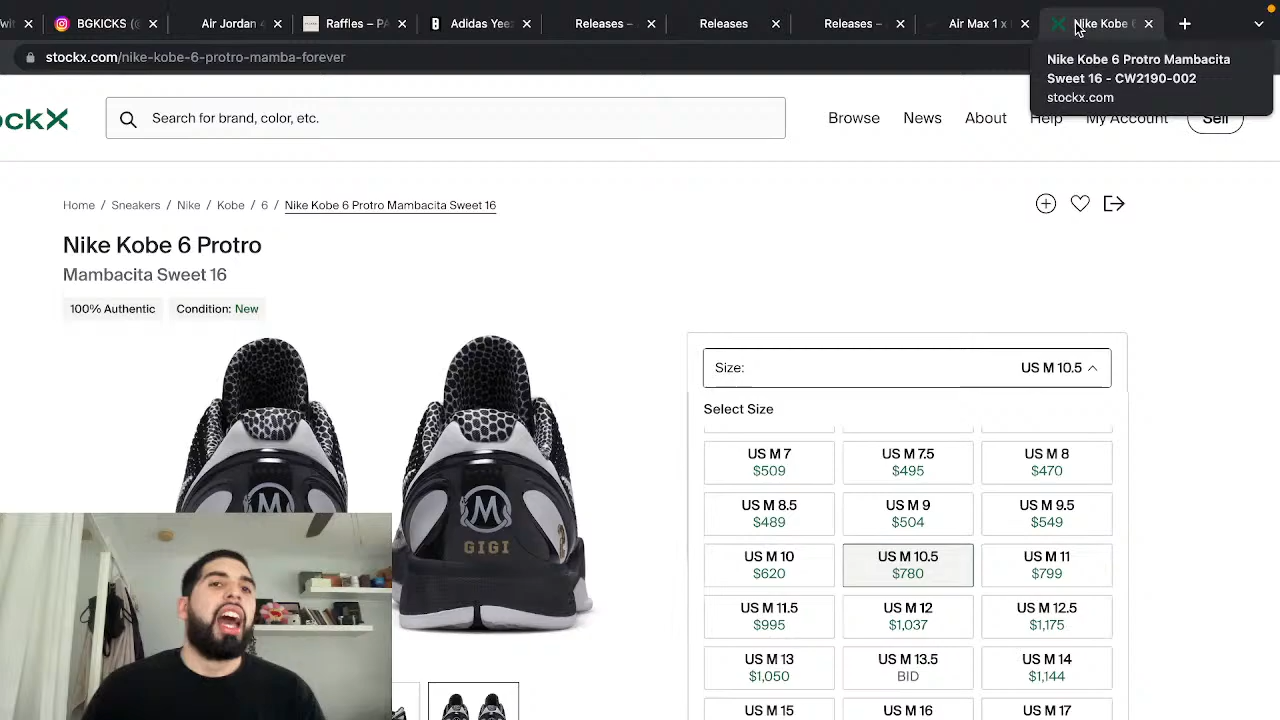 wit
BGKICKS (@
Air Jordan 4
Raffles – PA
Adidas Yeez
Releases –
Releases
Releases –
Air Max 1 x
Nike Kobe 6
stockx.com/nike-kobe-6-protro-mamba-forever
Nike Kobe 6 Protro Mambacita
Sweet 16 - CW2190-002
stockx.com
ockX
Search for brand, color, etc.
Browse
News
About
Help
My Account
Sell
Home / Sneakers / Nike / Kobe / 6 / Nike Kobe 6 Protro Mambacita Sweet 16
Nike Kobe 6 Protro
Mambacita Sweet 16
100% Authentic
Condition: New
M
M
GIGI
Size:
US M 10.5
Select Size
US M 7
$509
US M 7.5
$495
US M 8
$470
US M 8.5
$489
US M 9
$504
US M 9.5
$549
US M 10
$620
US M 10.5
$780
US M 11
$799
US M 11.5
$995
US M 12
$1,037
US M 12.5
$1,175
US M 13
$1,050
US M 13.5
BID
US M 14
$1,144
US M 15
US M 16
US M 17